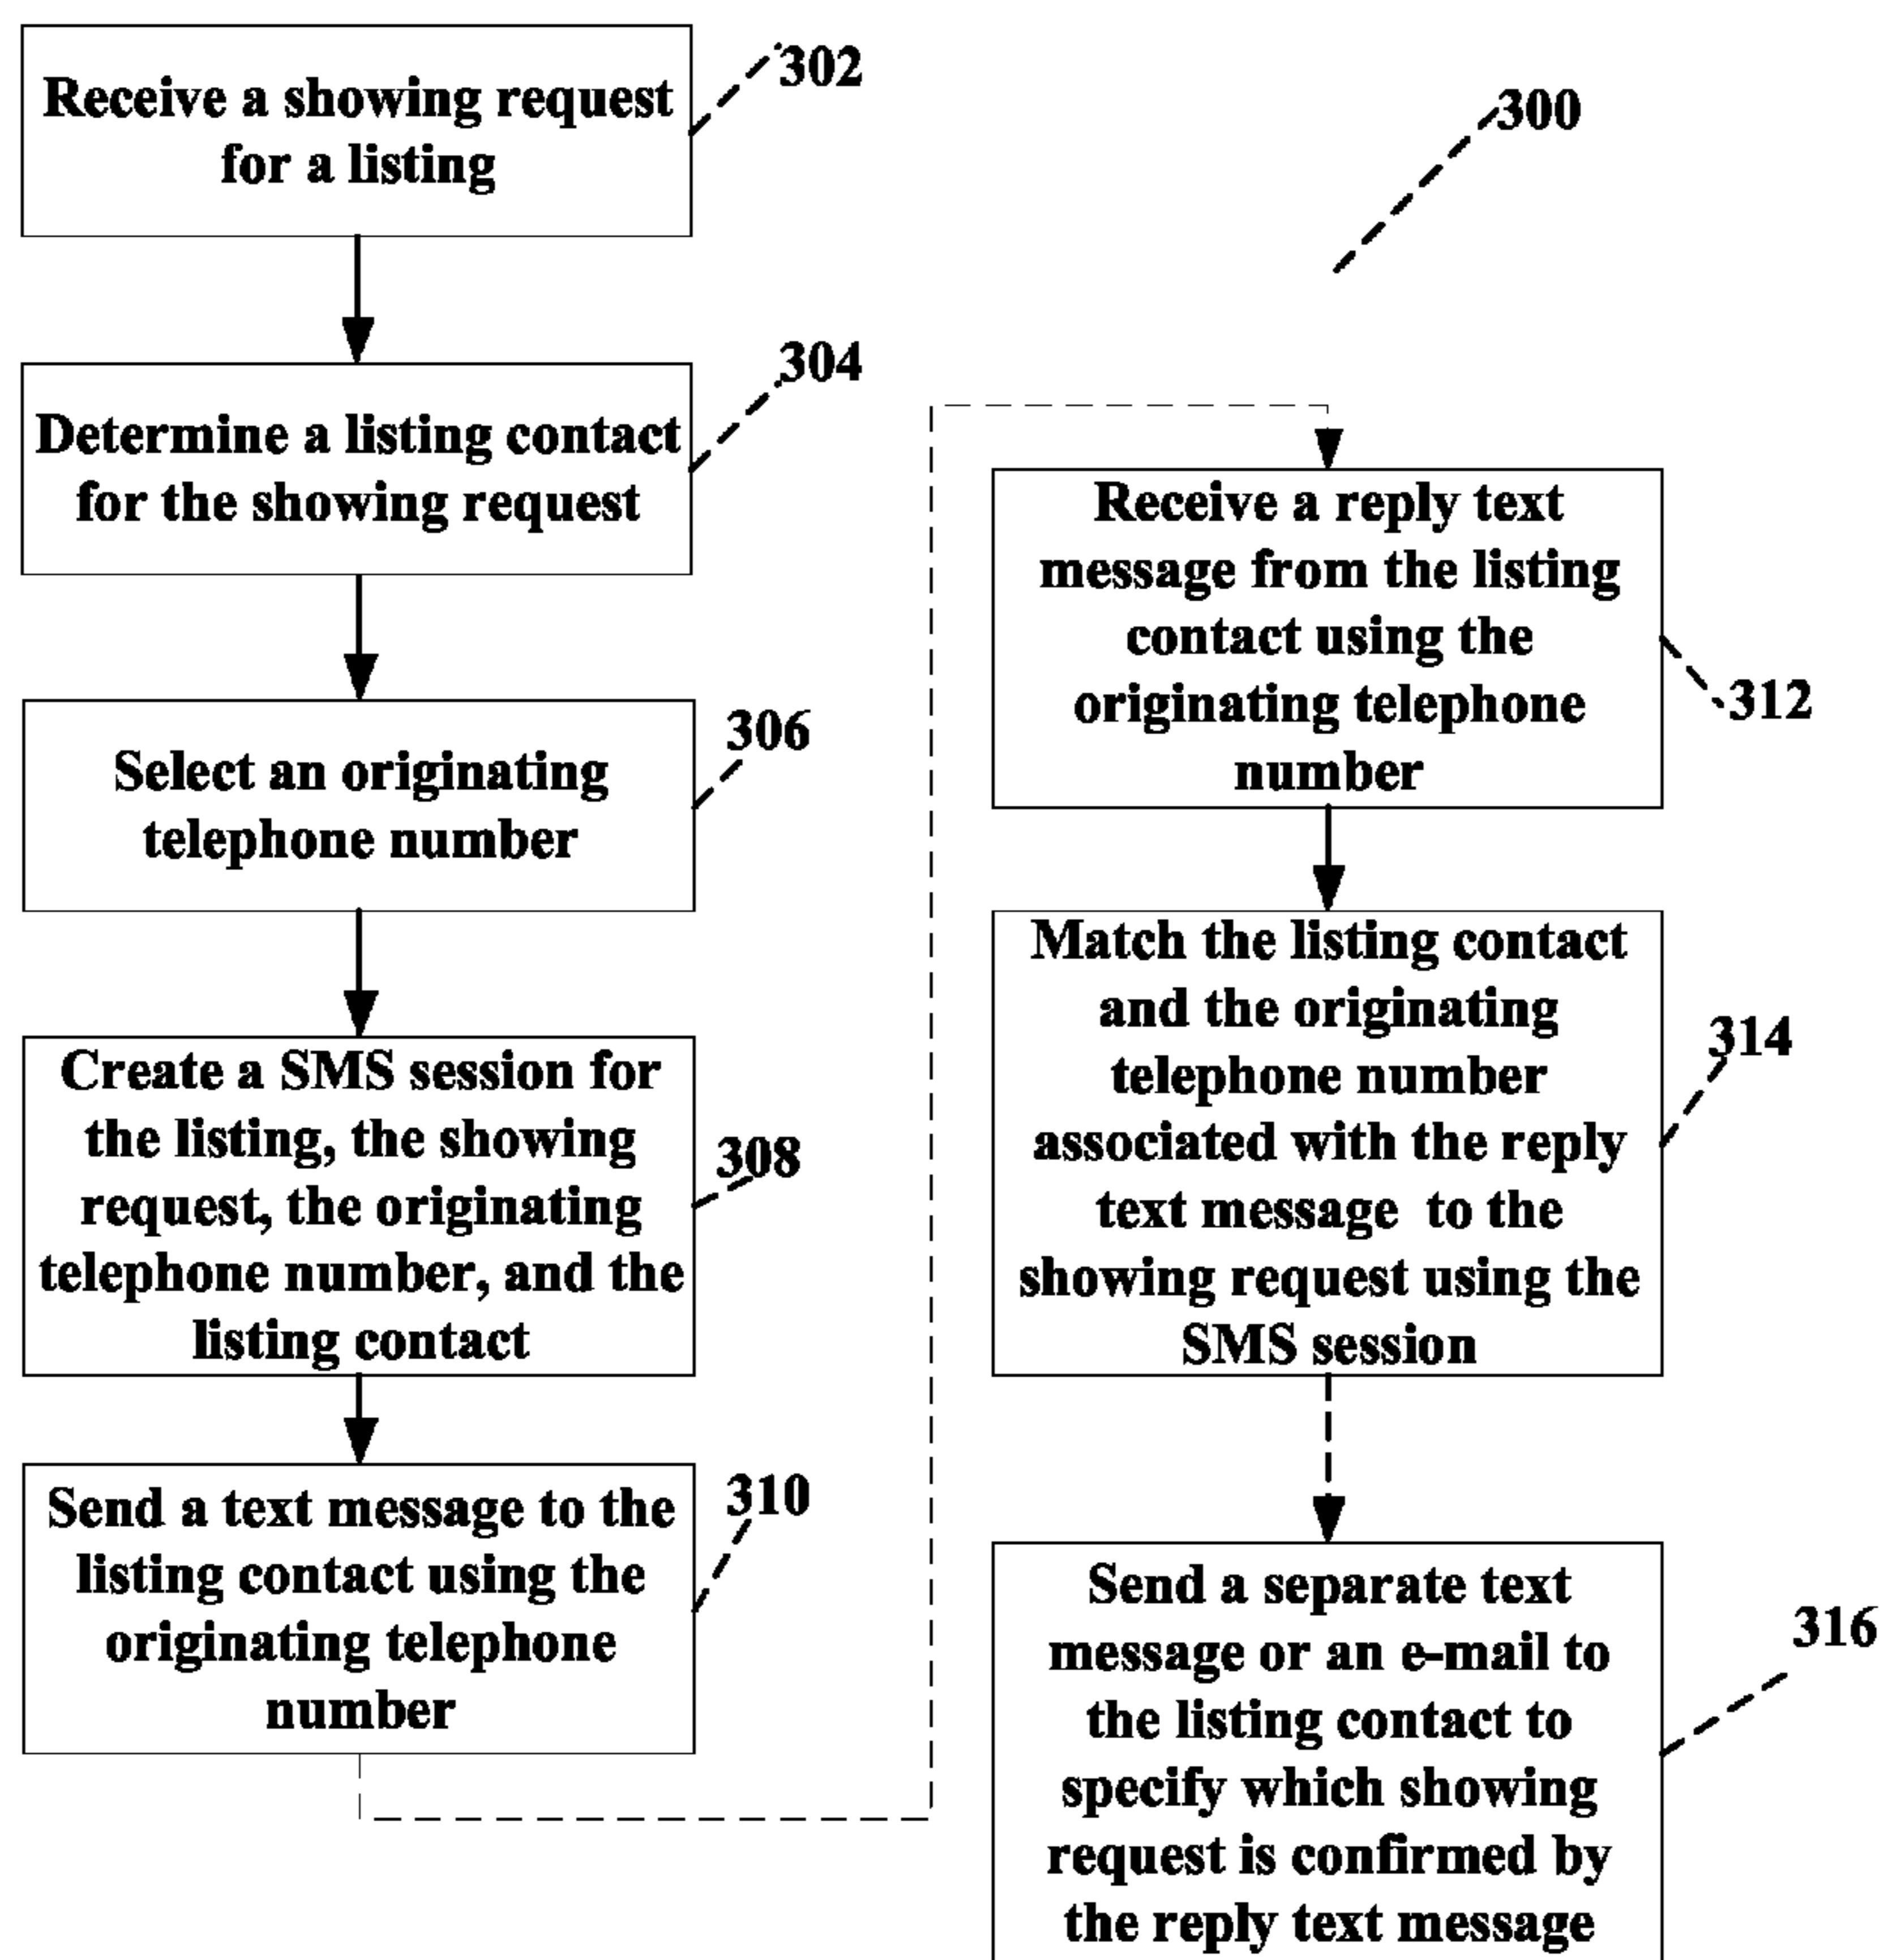 Receive a showing request
for a listing
302
300
Determine a listing contact
for the showing request
304
Select an originating
telephone number
306
Create a SMS session for
the listing, the showing
request, the originating
telephone number, and the
listing contact
308
Send a text message to the
listing contact using the
originating telephone
number
310
Receive a reply text
message from the listing
contact using the
originating telephone
number
312
Match the listing contact
and the originating
telephone number
associated with the reply
text message to the
showing request using the
SMS session
314
Send a separate text
message or an e-mail to
the listing contact to
specify which showing
request is confirmed by
the reply text message
316